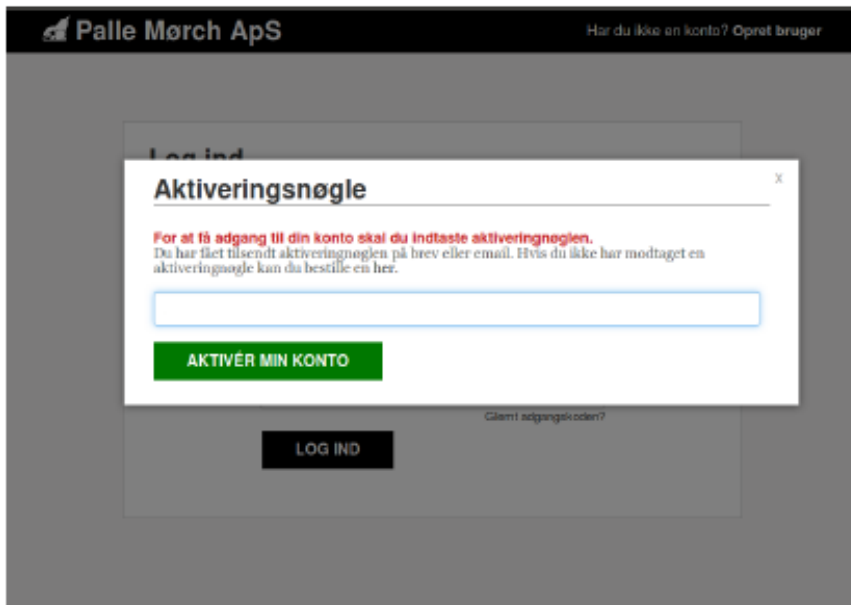 Palle Mørch ApS
Har du ikke en konto? Opret bruger
Log ind
Aktiveringsnøgle
x
For at få adgang til din konto skal du indtaste aktiveringnøglen.
Du har fået tilsendt aktiveringnøglen på brev eller email. Hvis du ikke har modtaget en
aktiveringnøgle kan du bestille en her.
AKTIVÉR MIN KONTO
Glemt adgangskoden?
LOG IND